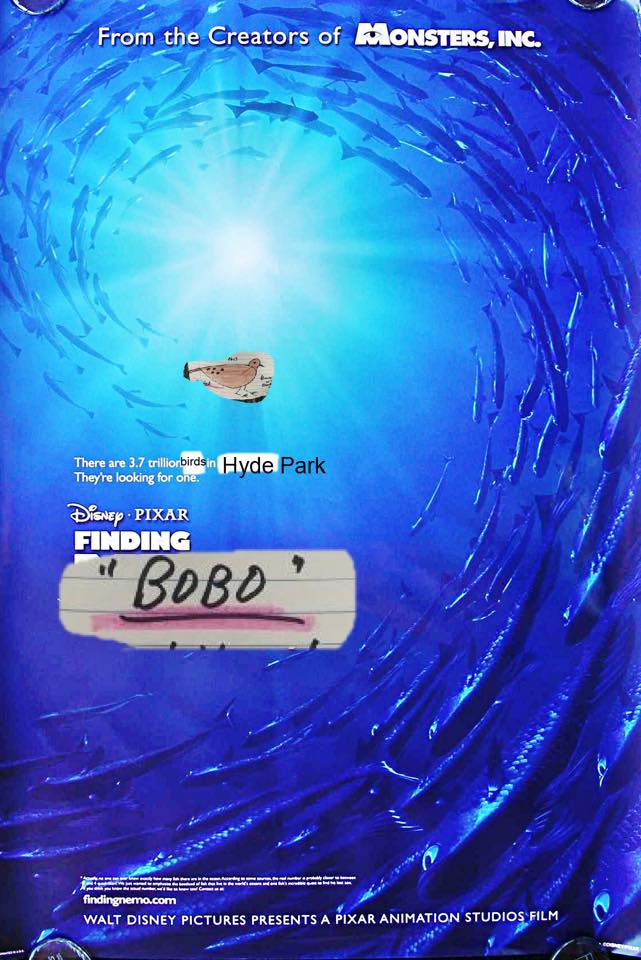 From the Creators of MONSTERS, INC.
No1
There are 3.7 trillion birds in Hyde Park
They're looking for one.
Disney · PIXAR
FINDING
"BOBO"
findingnemo.com
WALT DISNEY PICTURES PRESENTS A PIXAR ANIMATION STUDIOS FILM